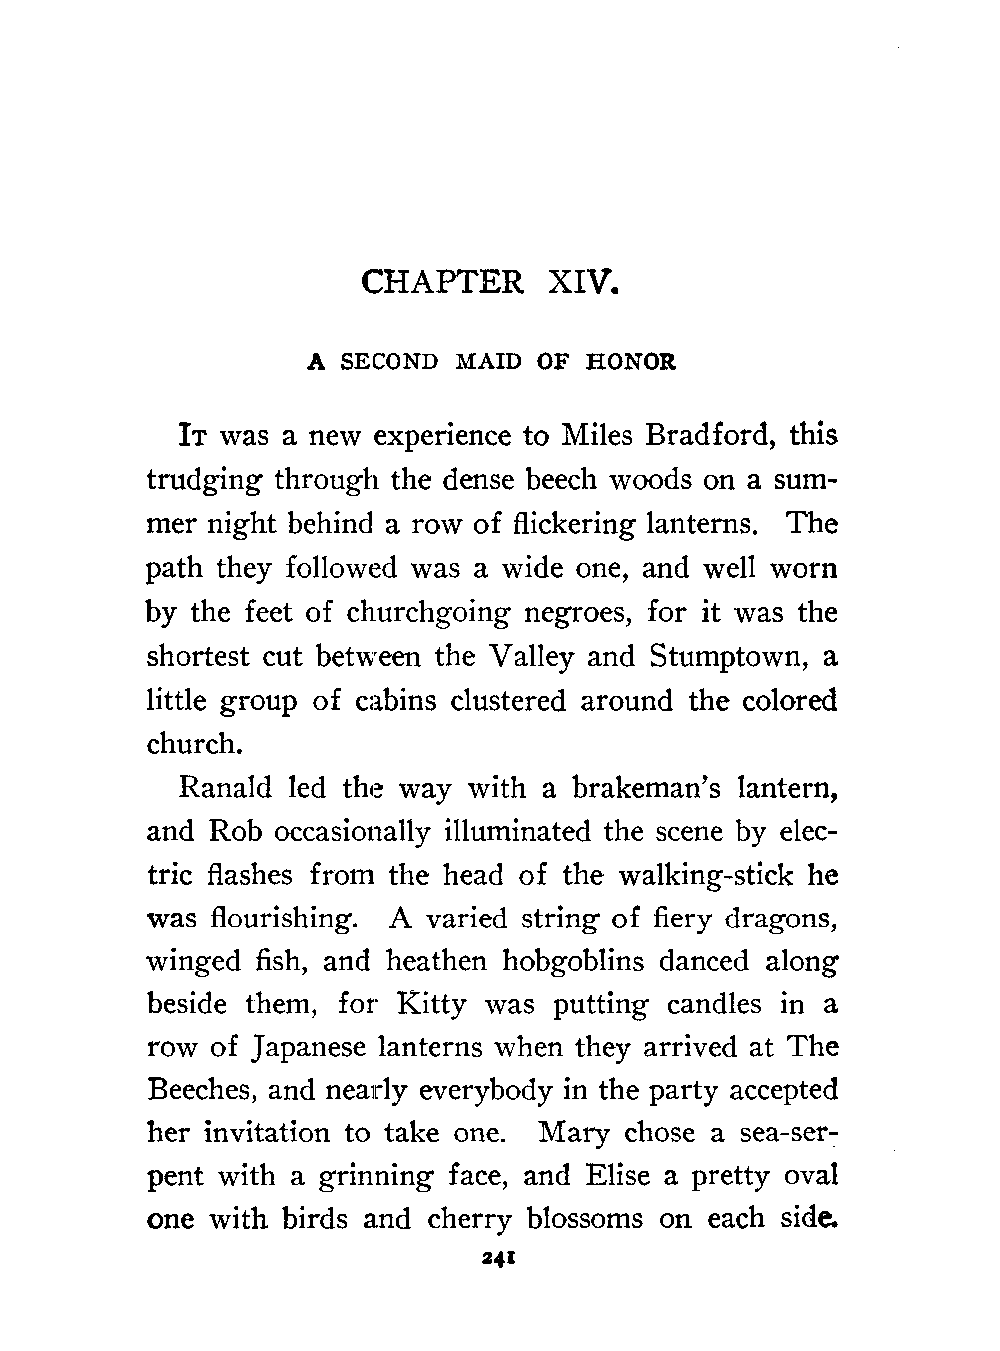 CHAPTER XIV.
A SECOND MAID OF HONOR
It was a new experience to Miles Bradford, this
trudging through the dense beech woods on a sum-
mer night behind a row of flickering lanterns. The
path they followed was a wide one, and well worn
by the feet of churchgoing negroes, for it was the
shortest cut between the Valley and Stumptown, a
little group of cabins clustered around the colored
church.
Ranald led the way with a brakeman's lantern,
and Rob occasionally illuminated the scene by elec-
tric flashes from the head of the walking-stick he
was flourishing. A varied string of fiery dragons,
winged fish, and heathen hobgoblins danced along
beside them, for Kitty was putting candles in a
row of Japanese lanterns when they arrived at The
Beeches, and nearly everybody in the party accepted
her invitation to take one. Mary chose a sea-ser-
pent with a grinning face, and Elise a pretty oval
one with birds and cherry blossoms on each side.
241